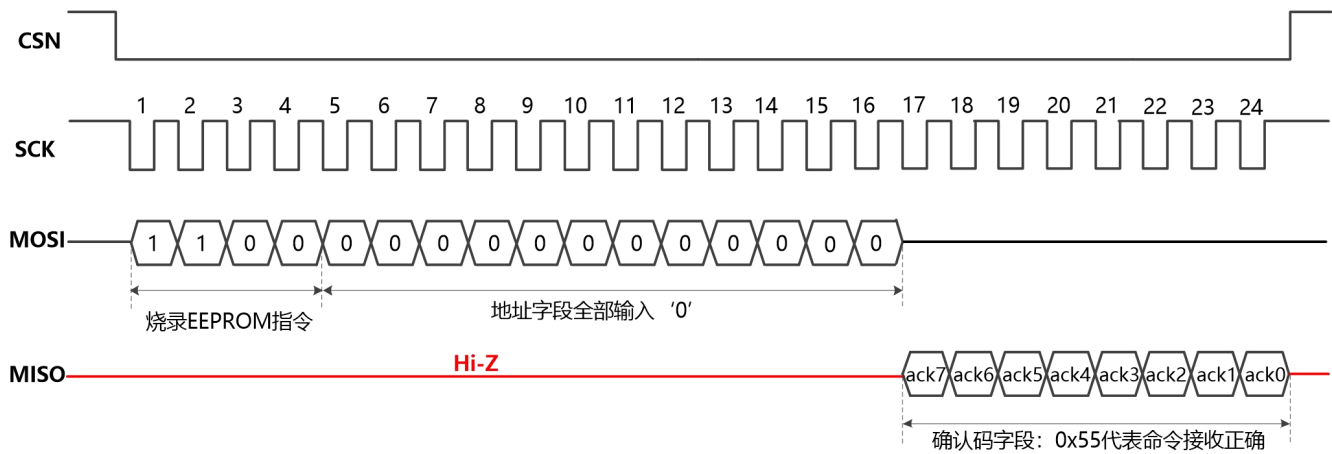 CSN
1 2 3 4 5 6 7 8 9 10 11 12 13 14 15 16 17 18 19 20 21 22 23 24
SCK
MOSI 1 1 0 0 0 0 0 0 0 0 0 0 0 0 0 0
烧录EEPROM指令
地址字段全部输入 ‘0’
Hi-Z
MISO ack7 ack6 ack5 ack4 ack3 ack2 ack1 ack0
确认码字段：0x55代表命令接收正确